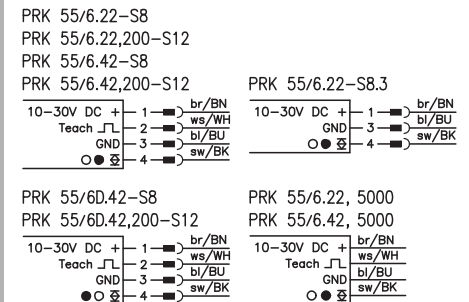 PRK 55/6.22-S8
PRK 55/6.22,200-S12
PRK 55/6.42-S8
PRK 55/6.42,200-S12
10-30V DC + 1 br/BN
Teach 2 ws/WH
GND 3 bl/BU
4 sw/BK
PRK 55/6.22-S8.3
10-30V DC + 1 br/BN
GND 3 bl/BU
4 sw/BK
PRK 55/6D.42-S8
PRK 55/6D.42,200-S12
10-30V DC + 1 br/BN
Teach 2 ws/WH
GND 3 bl/BU
4 sw/BK
PRK 55/6.22, 5000
PRK 55/6.42, 5000
10-30V DC + br/BN
Teach ws/WH
GND bl/BU
sw/BK